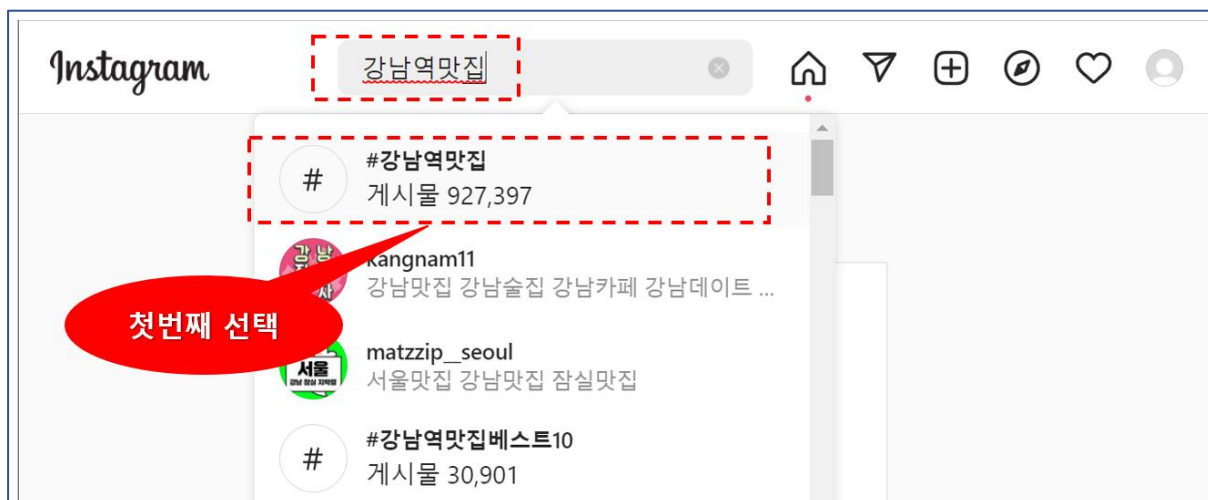 Instagram
강남역맛집
#
#강남역맛집
게시물 927,397
kangnam11
강남맛집 강남술집 강남카페 강남데이트 ...
첫번째 선택
서울
matzzip__seoul
서울맛집 강남맛집 잠실맛집
#
#강남역맛집베스트10
게시물 30,901